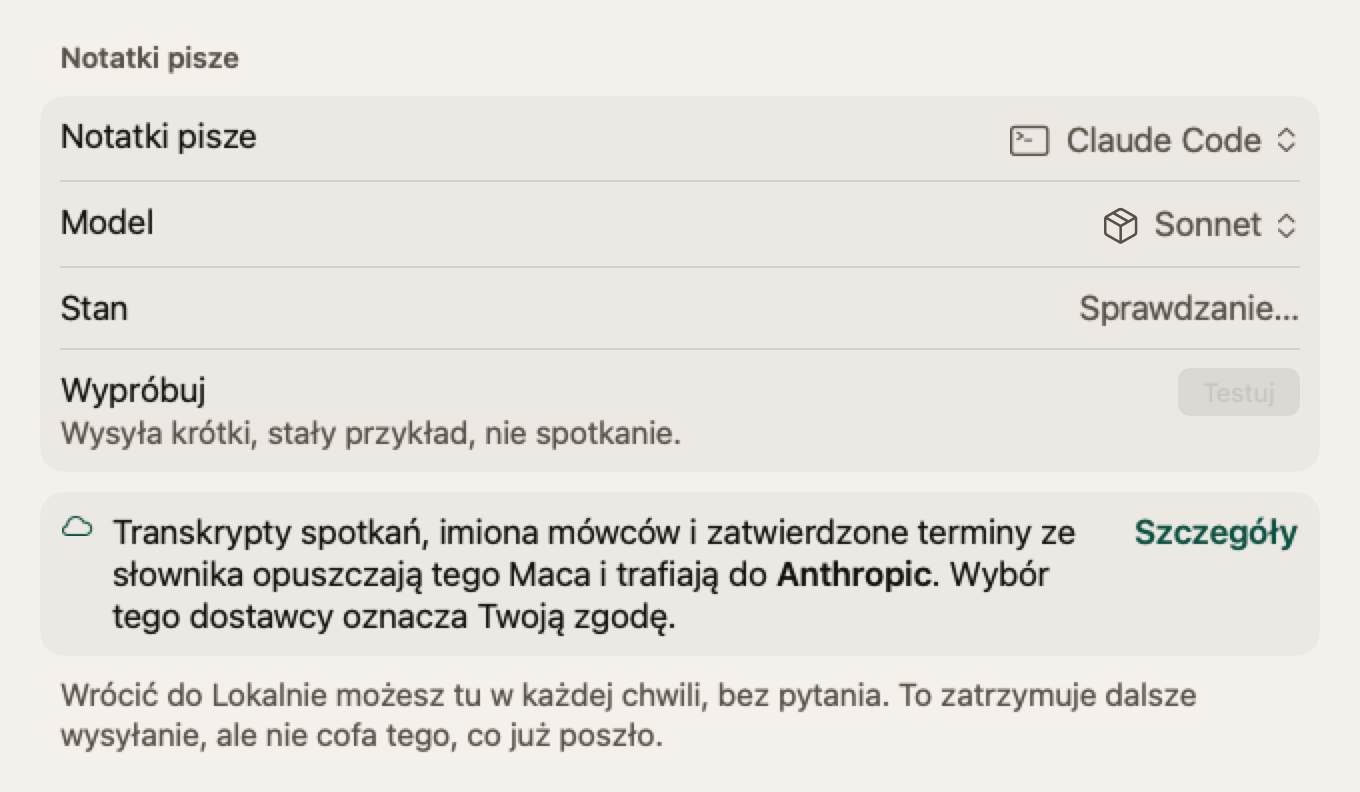 Notatki pisze
Notatki pisze
Claude Code
Model
Sonnet
Stan
Sprawdzanie...
Wypróbuj
Testuj
Wysyła krótki, stały przykład, nie spotkanie.
Transkrypty spotkań, imiona mówców i zatwierdzone terminy ze
słownika opuszczają tego Maca i trafiają do Anthropic. Wybór
tego dostawcy oznacza Twoją zgodę.
Szczegóły
Wrócić do Lokalnie możesz tu w każdej chwili, bez pytania. To zatrzymuje dalsze
wysyłanie, ale nie cofa tego, co już poszło.